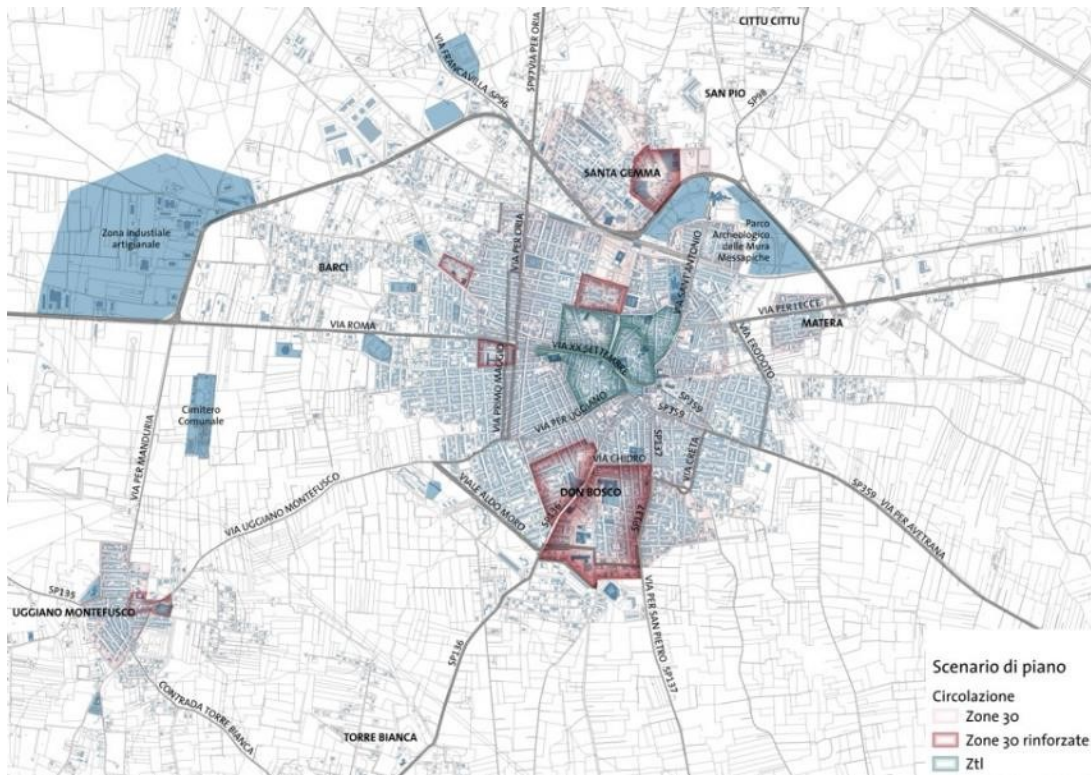 CITTU CITTU
VIA FRANCAVILLA SP96
SP97 VIA PER ORIA
SAN PIO
SP98
SANTA GEMMA
Zona industiale
artigianale
BARCI
VIA PER ORIA
VIA SANT'ANTONIO
Parco
Archeologico
delle Mura
Messapiche
VIA ROMA
VIA PER LECCE
MATERA
VIA XX SETTEMBRE
VIA ERODOTO
VIA PRIMO MAGGIO
Cimitero
Comunale
VIA PER UGGIANO
SP359
SP359
SP137
VIA CRETA
VIA CHIDRO
VIA PER MANDURIA
VIA UGGIANO MONTEFUSCO
VIALE ALDO MORO
DON BOSCO
SP136
SP137
SP359 VIA PER AVETRANA
SP135
UGGIANO MONTEFUSCO
VIA PER SAN PIETRO SP137
SP136
CONTRADA TORRE BIANCA
TORRE BIANCA
Scenario di piano
Circolazione
Zone 30
Zone 30 rinforzate
Ztl